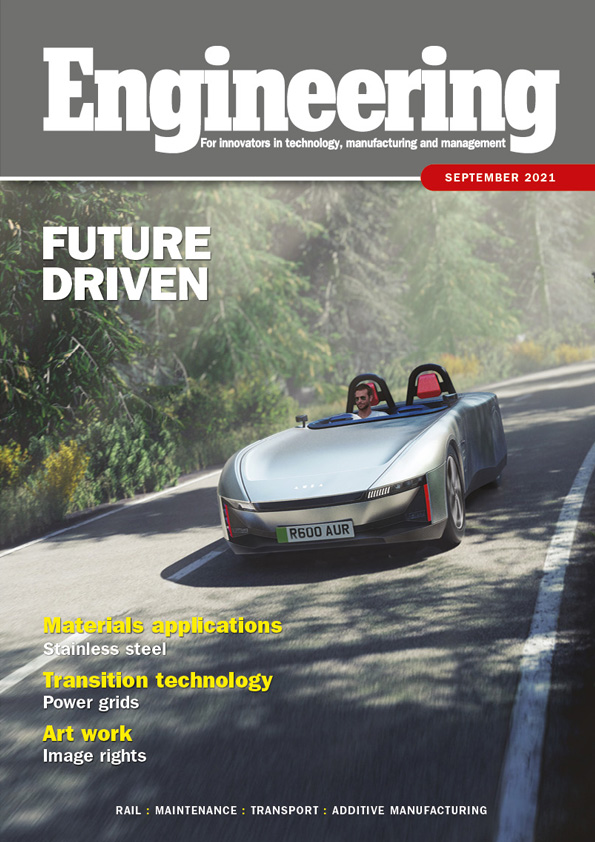 Engineering
For innovators in technology, manufacturing and management
SEPTEMBER 2021
FUTURE
DRIVEN
R600 AUR
Materials applications
Stainless steel
Transition technology
Power grids
Art work
Image rights
RAIL : MAINTENANCE : TRANSPORT : ADDITIVE MANUFACTURING